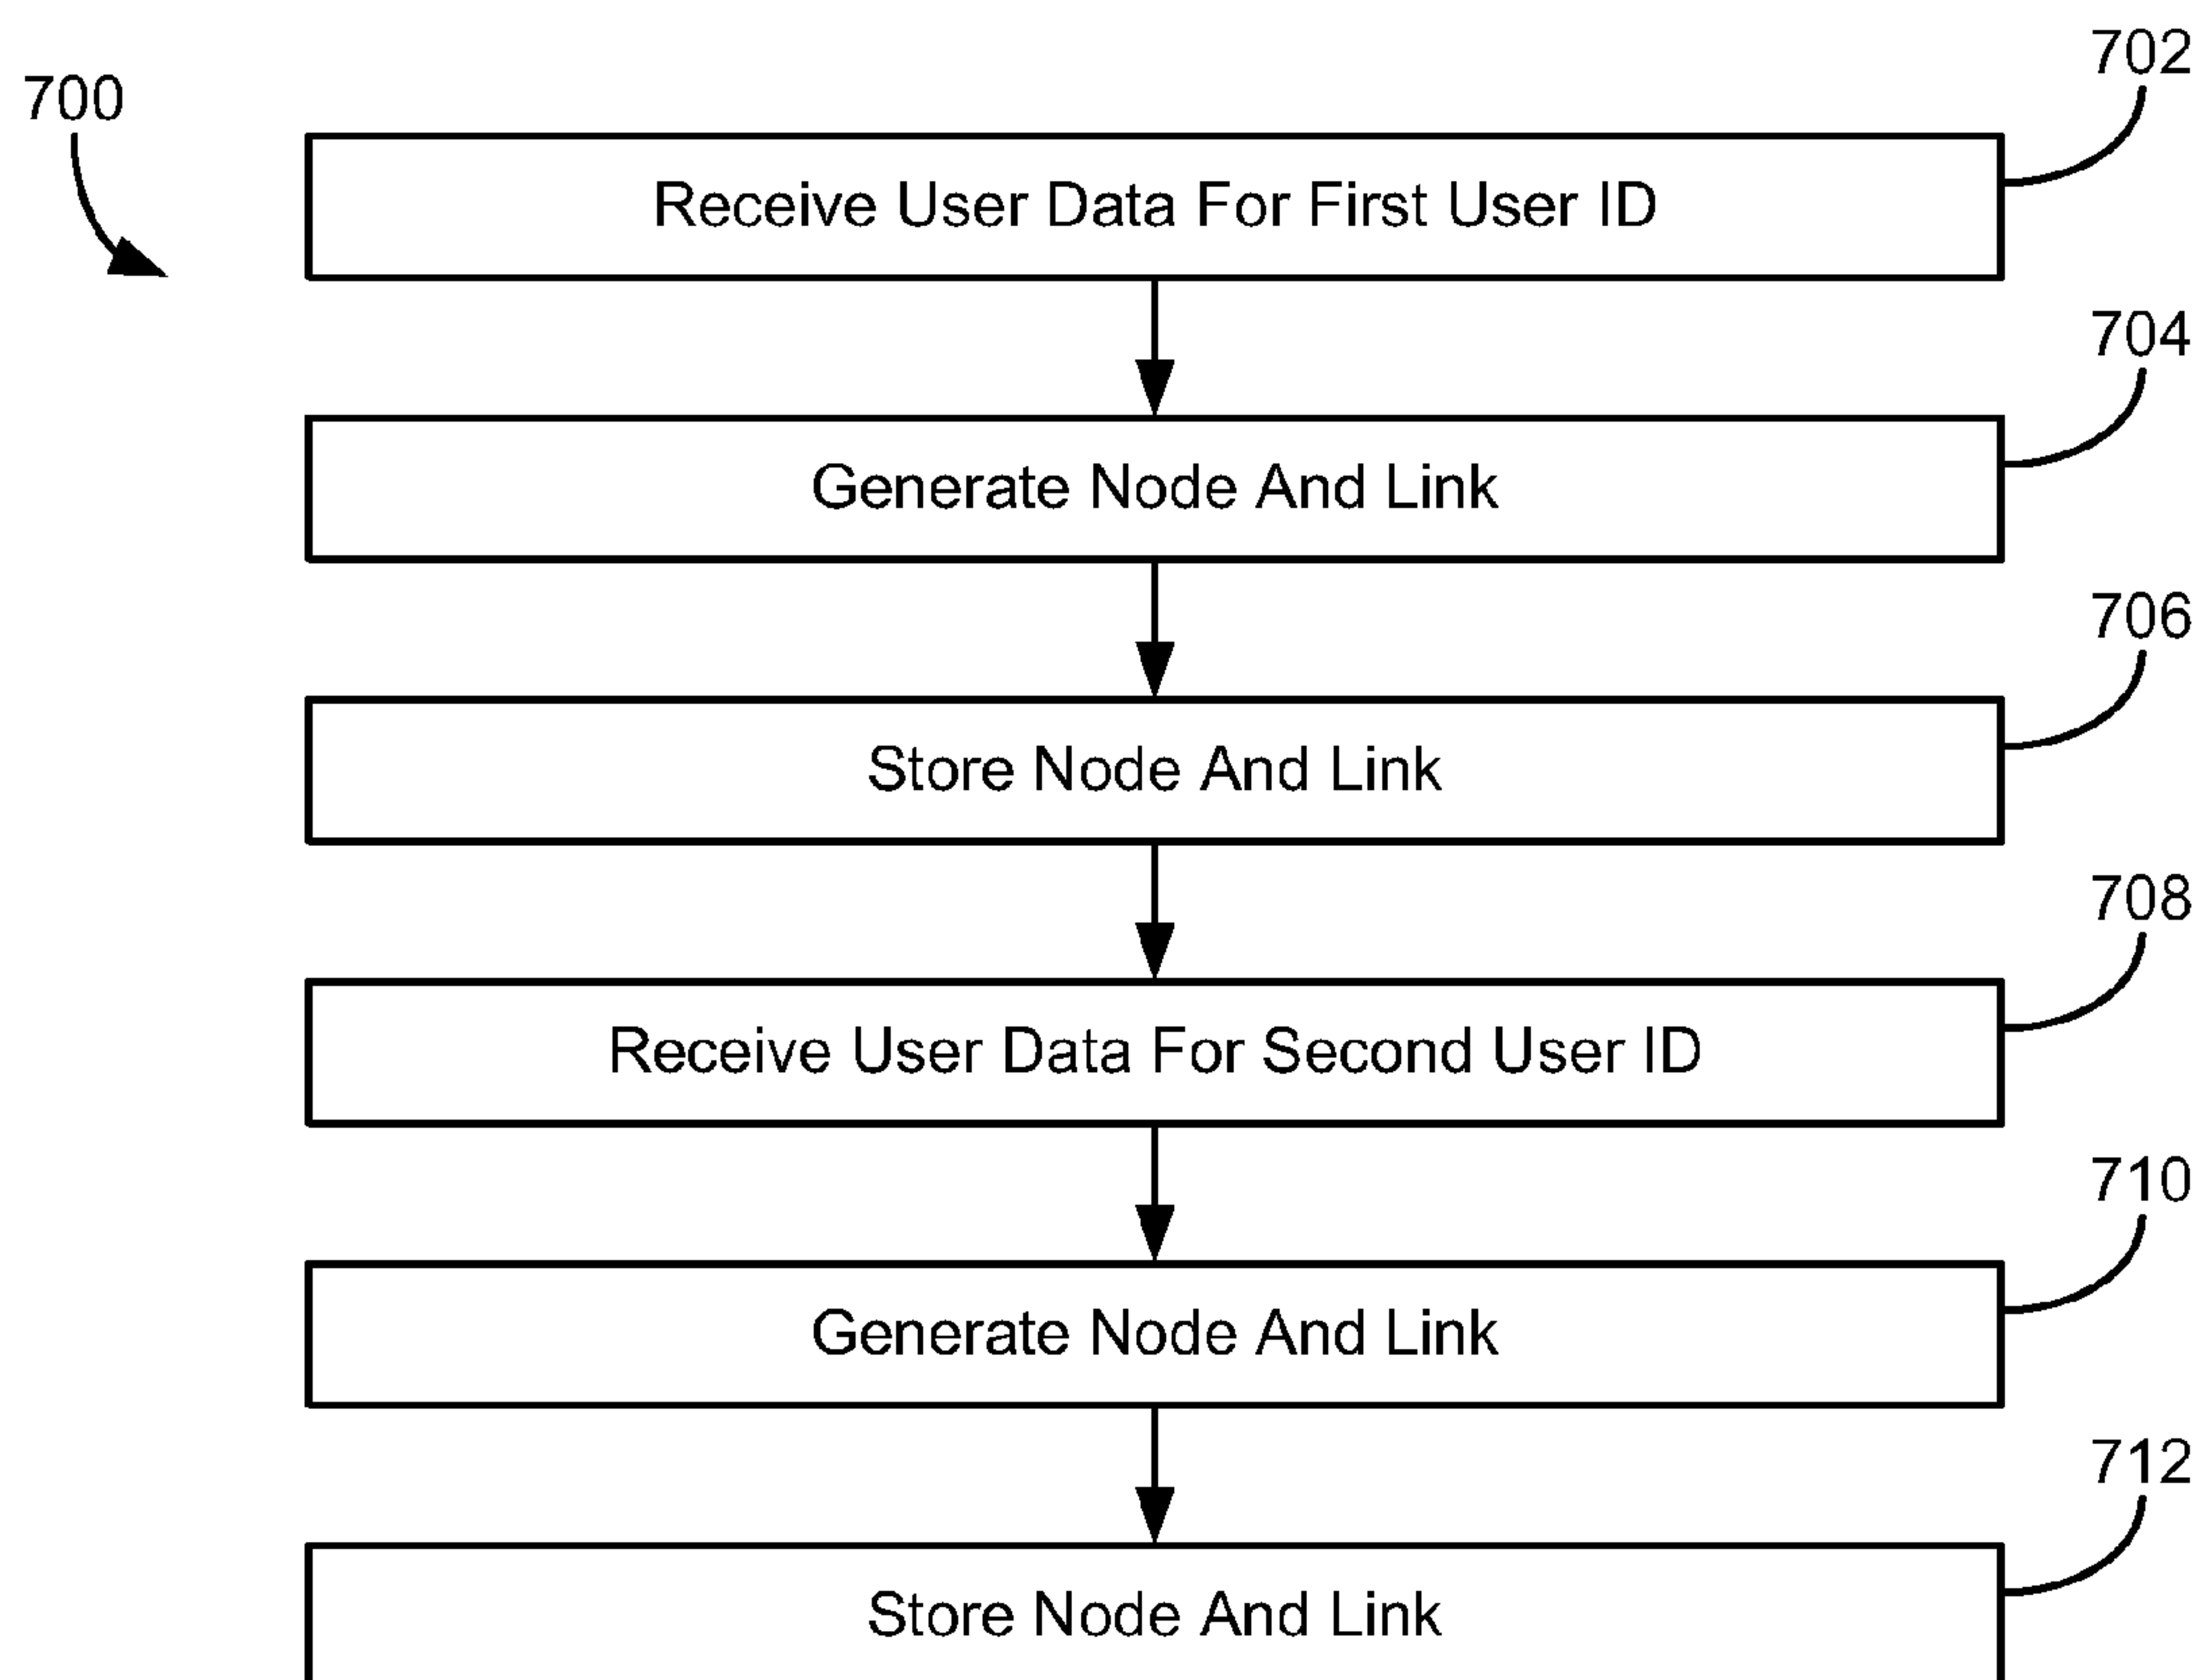 700
702
Receive User Data For First User ID
704
Generate Node And Link
706
Store Node And Link
708
Receive User Data For Second User ID
710
Generate Node And Link
712
Store Node And Link